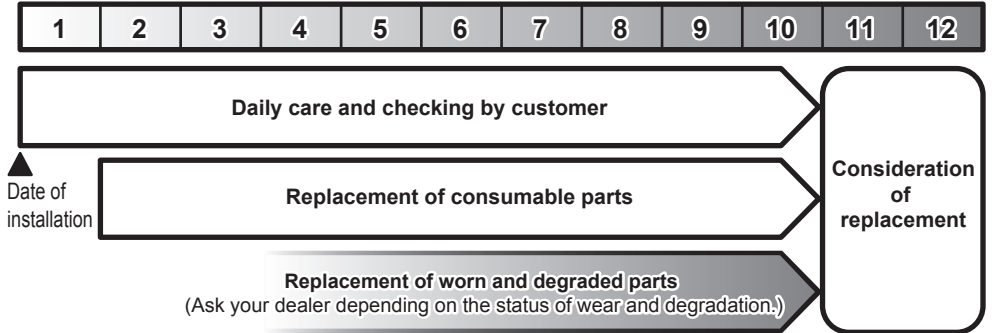 1 2 3 4 5 6 7 8 9 10 11 12
Daily care and checking by customer
Date of
installation
Replacement of consumable parts
Consideration
of
replacement
Replacement of worn and degraded parts
(Ask your dealer depending on the status of wear and degradation.)